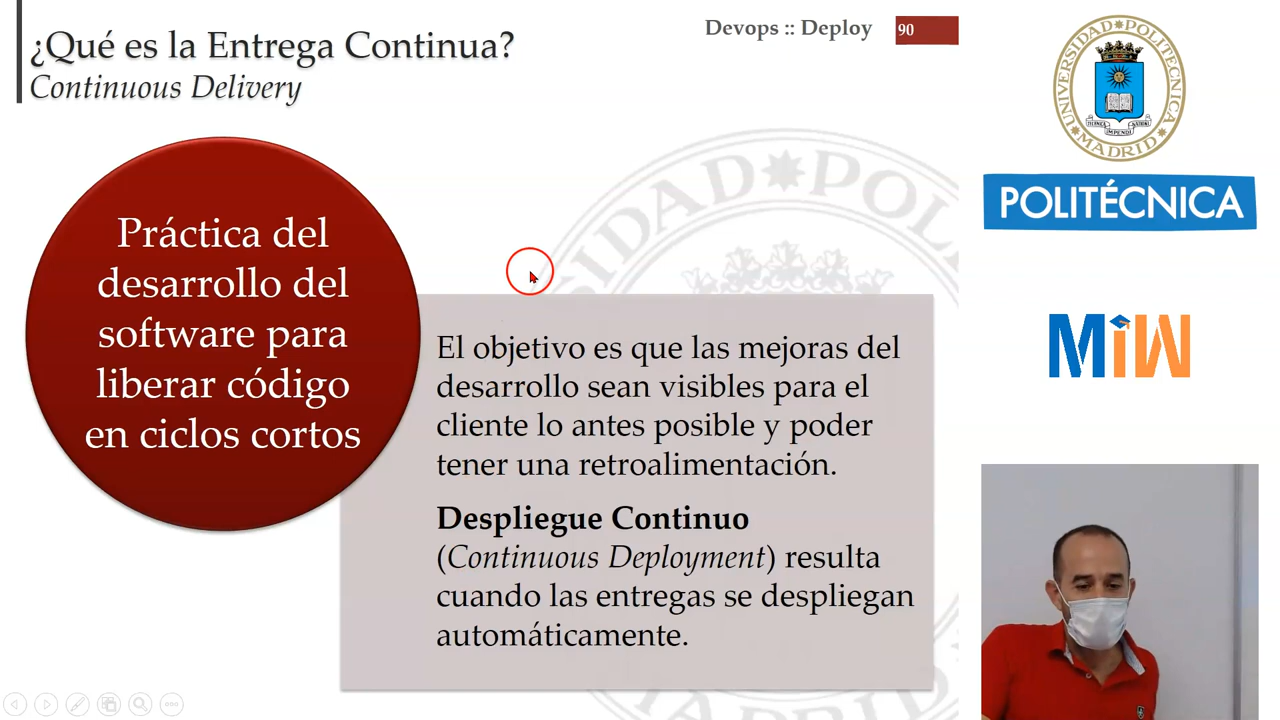 ¿Qué es la Entrega Continua?
Continuous Delivery
Devops :: Deploy
90
Práctica del
desarrollo del
software para
liberar código
en ciclos cortos
El objetivo es que las mejoras del
desarrollo sean visibles para el
cliente lo antes posible y poder
tener una retroalimentación.
Despliegue Continuo
(Continuous Deployment) resulta
cuando las entregas se despliegan
automáticamente.
UNIVERSIDAD POLITECNICA
MADRID
POLITÉCNICA
MiW